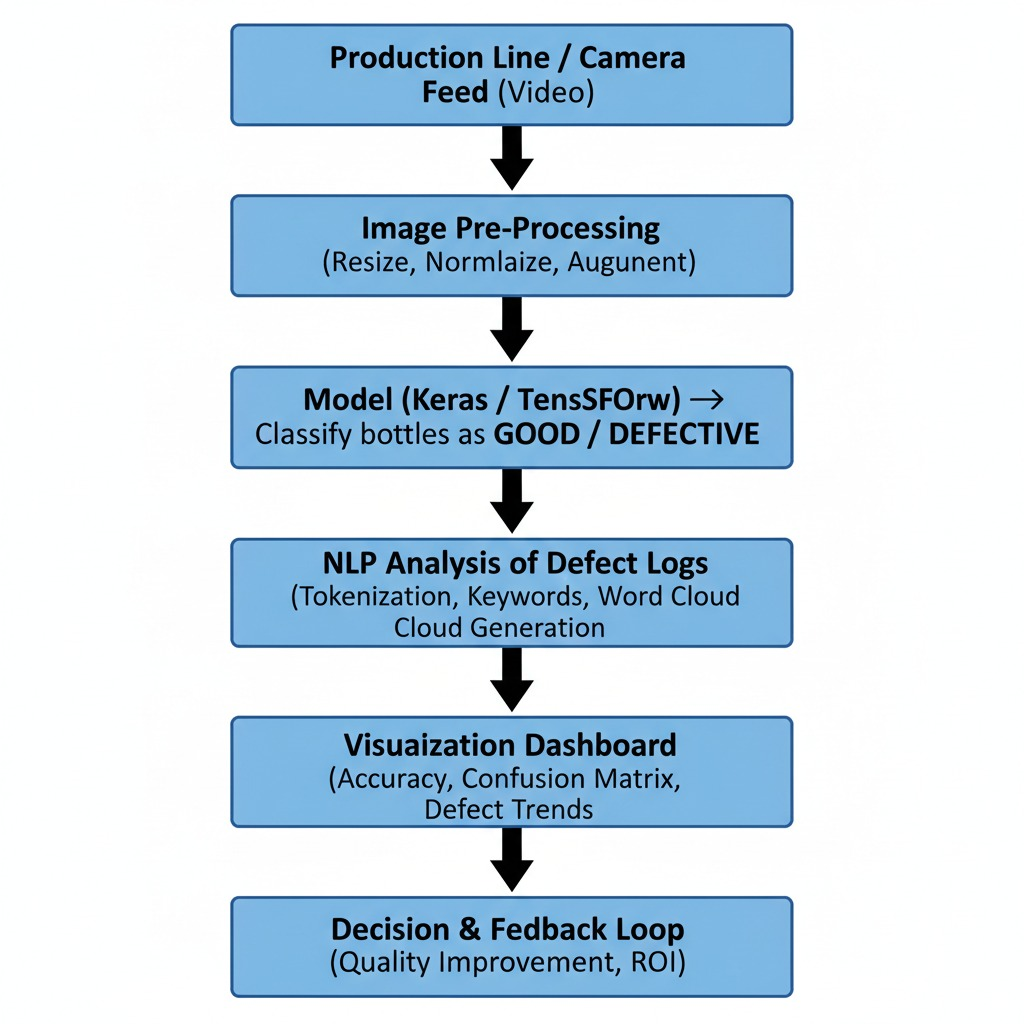 Production Line / Camera
Feed (Video)
Image Pre-Processing
(Resize, Normlaize, Augunent)
Model (Keras / TensSFOrw) →
Classify bottles as GOOD / DEFECTIVE
NLP Analysis of Defect Logs
(Tokenization, Keywords, Word Cloud
Cloud Generation
Visuaization Dashboard
(Accuracy, Confusion Matrix,
Defect Trends
Decision & Fedback Loop
(Quality Improvement, ROI)